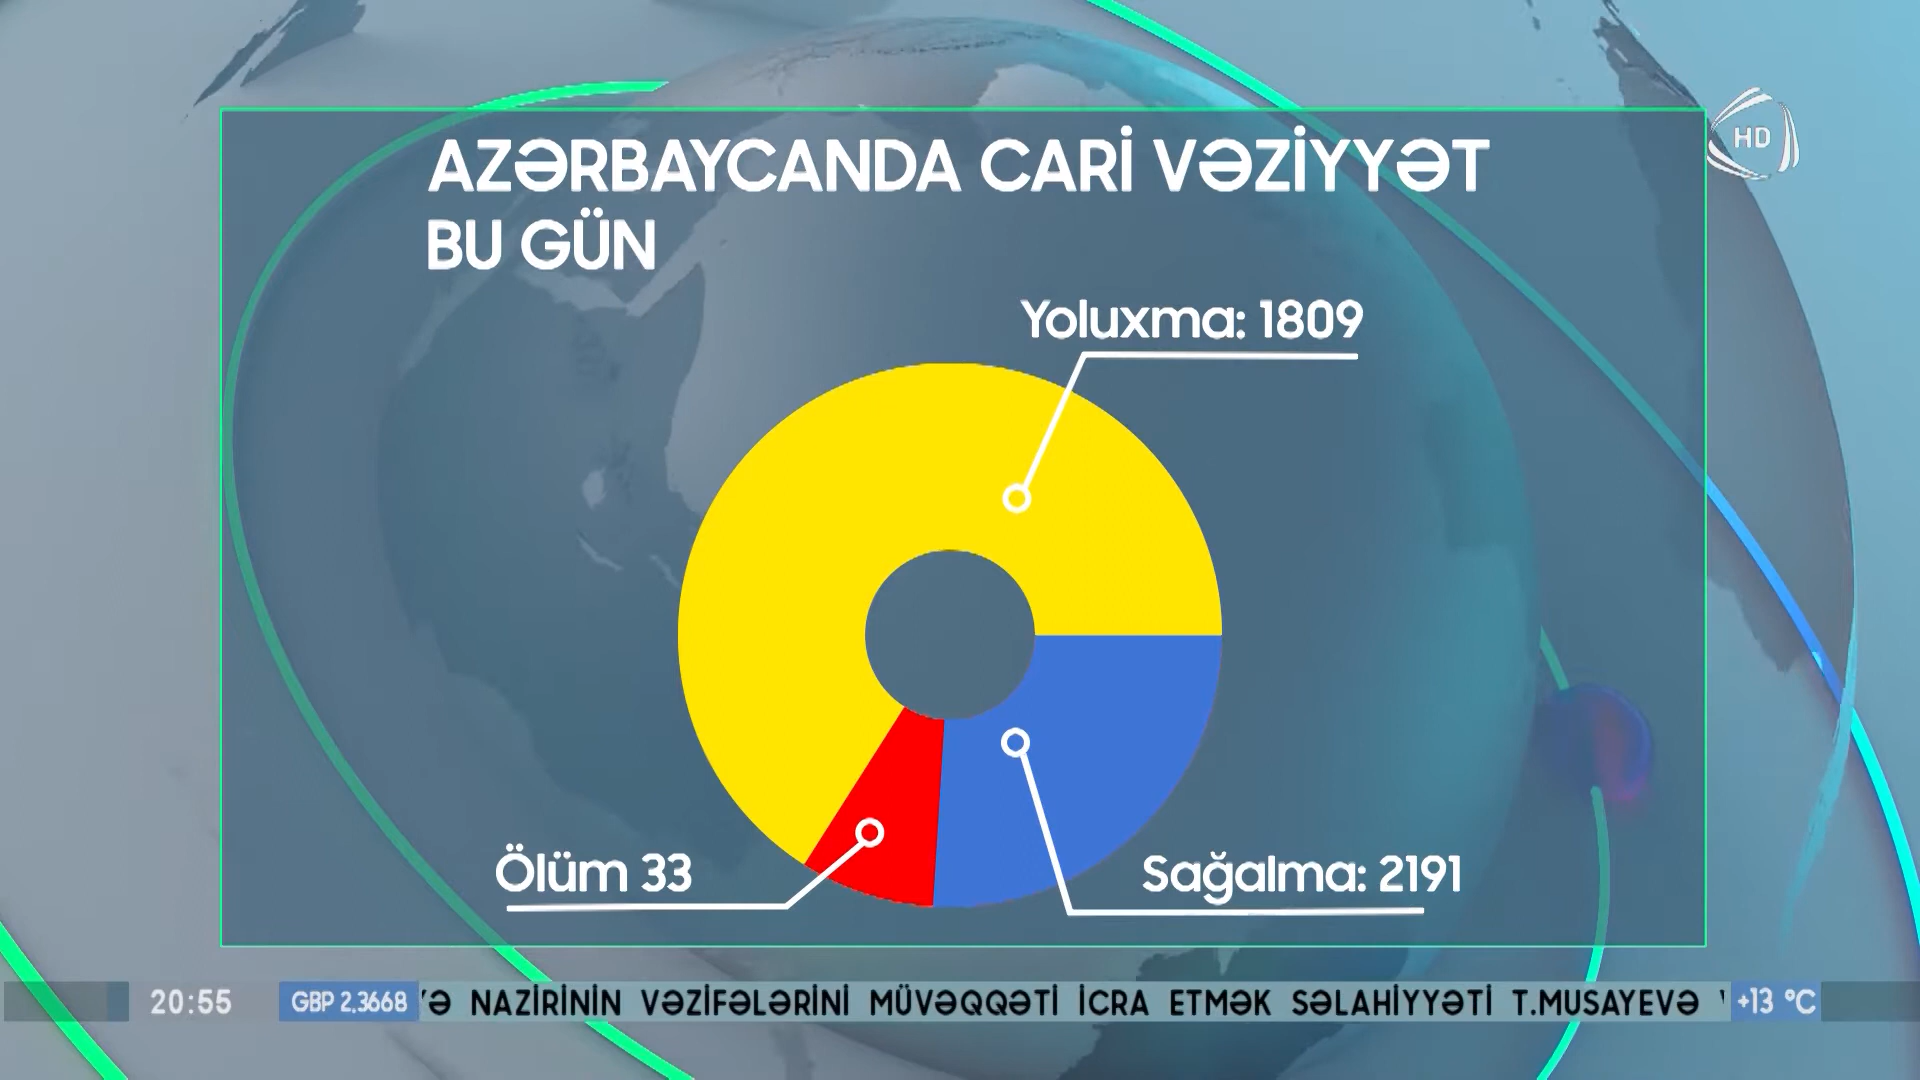 AZƏRBAYCANDA CARİ VƏZİYYƏT
BU GÜN
HD
Yoluxma: 1809
Ölüm 33
Sağalma: 2191
20:55 GBP 2,3668 NAZİRİNİN VƏZİFƏLƏRİNİ MÜVƏQQƏTİ İCRA ETMƏK SƏLAHİYYƏTİ T.MUSAYEVƏ +13 °C